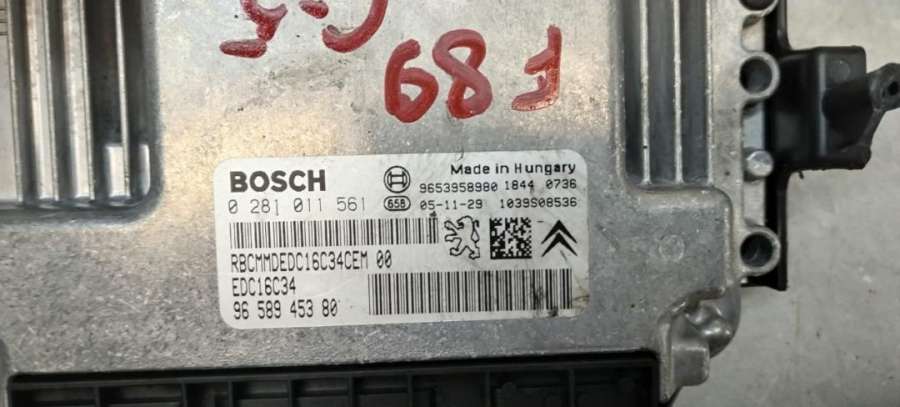 68 J
BOSCH
0 281 011 561
658
Made in Hungary
9653958980 1844 0736
05-11-29 1039S08536
RBCMMDEDC16C34CEM 00
EDC16C34
96 589 453 80